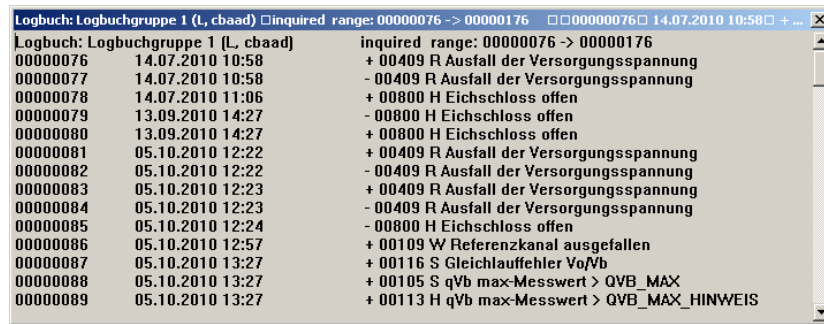 Logbuch: Logbuchgruppe 1 (L, cbaad) □inquired range: 00000076 -> 00000176 □□00000076□ 14.07.2010 10:58□ + ...
Logbuch: Logbuchgruppe 1 (L, cbaad) inquired range: 00000076 -> 00000176
00000076 14.07.2010 10:58 + 00409 R Ausfall der Versorgungsspannung
00000077 14.07.2010 10:58 - 00409 R Ausfall der Versorgungsspannung
00000078 14.07.2010 11:06 + 00800 H Eichschloss offen
00000079 13.09.2010 14:27 - 00800 H Eichschloss offen
00000080 13.09.2010 14:27 + 00800 H Eichschloss offen
00000081 05.10.2010 12:22 + 00409 R Ausfall der Versorgungsspannung
00000082 05.10.2010 12:22 - 00409 R Ausfall der Versorgungsspannung
00000083 05.10.2010 12:23 + 00409 R Ausfall der Versorgungsspannung
00000084 05.10.2010 12:23 - 00409 R Ausfall der Versorgungsspannung
00000085 05.10.2010 12:24 - 00800 H Eichschloss offen
00000086 05.10.2010 12:57 + 00109 W Referenzkanal ausgefallen
00000087 05.10.2010 13:27 + 00116 S Gleichlauffehler Vo/Vb
00000088 05.10.2010 13:27 + 00105 S qVb max-Messwert > QVB_MAX
00000089 05.10.2010 13:27 + 00113 H qVb max-Messwert > QVB_MAX_HINWEIS